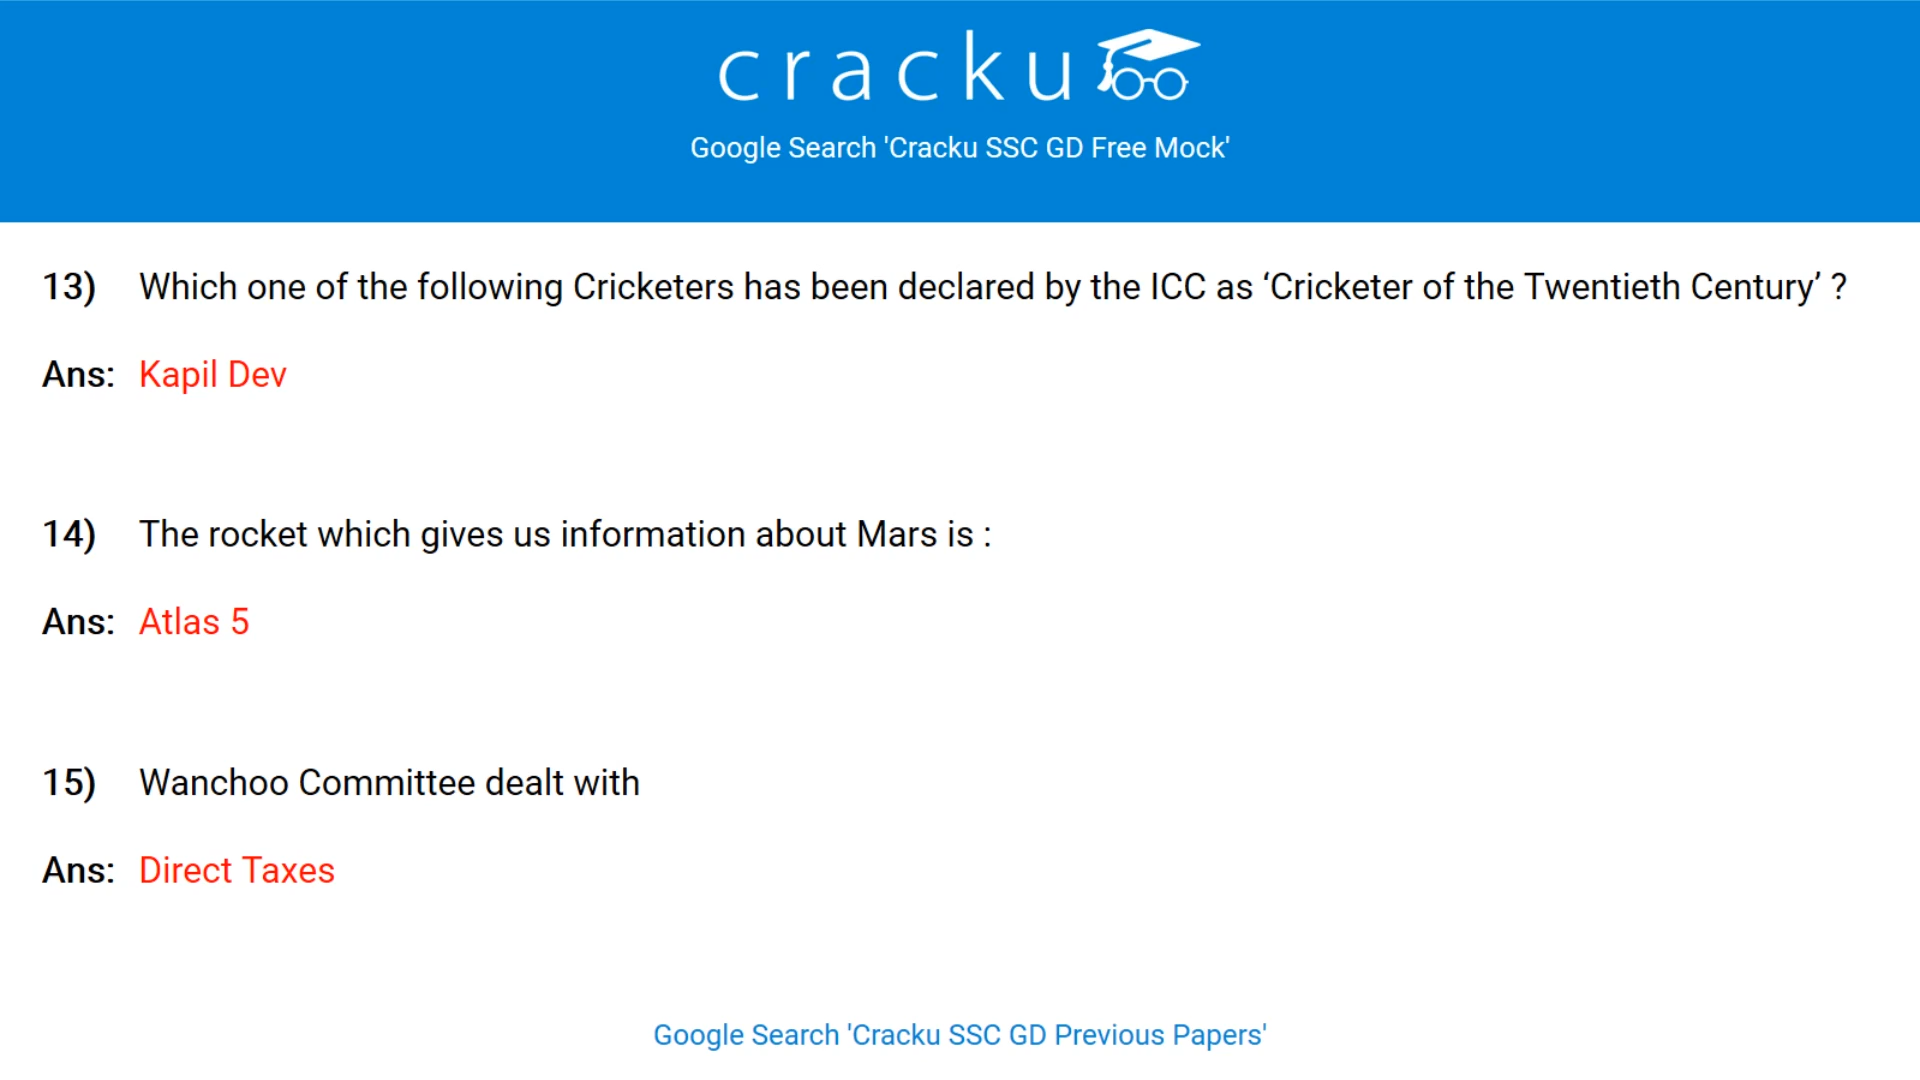 cracku
Google Search 'Cracku SSC GD Free Mock'
13) Which one of the following Cricketers has been declared by the ICC as ‘Cricketer of the Twentieth Century’ ?
Ans: Kapil Dev
14) The rocket which gives us information about Mars is :
Ans: Atlas 5
15) Wanchoo Committee dealt with
Ans: Direct Taxes
Google Search 'Cracku SSC GD Previous Papers'